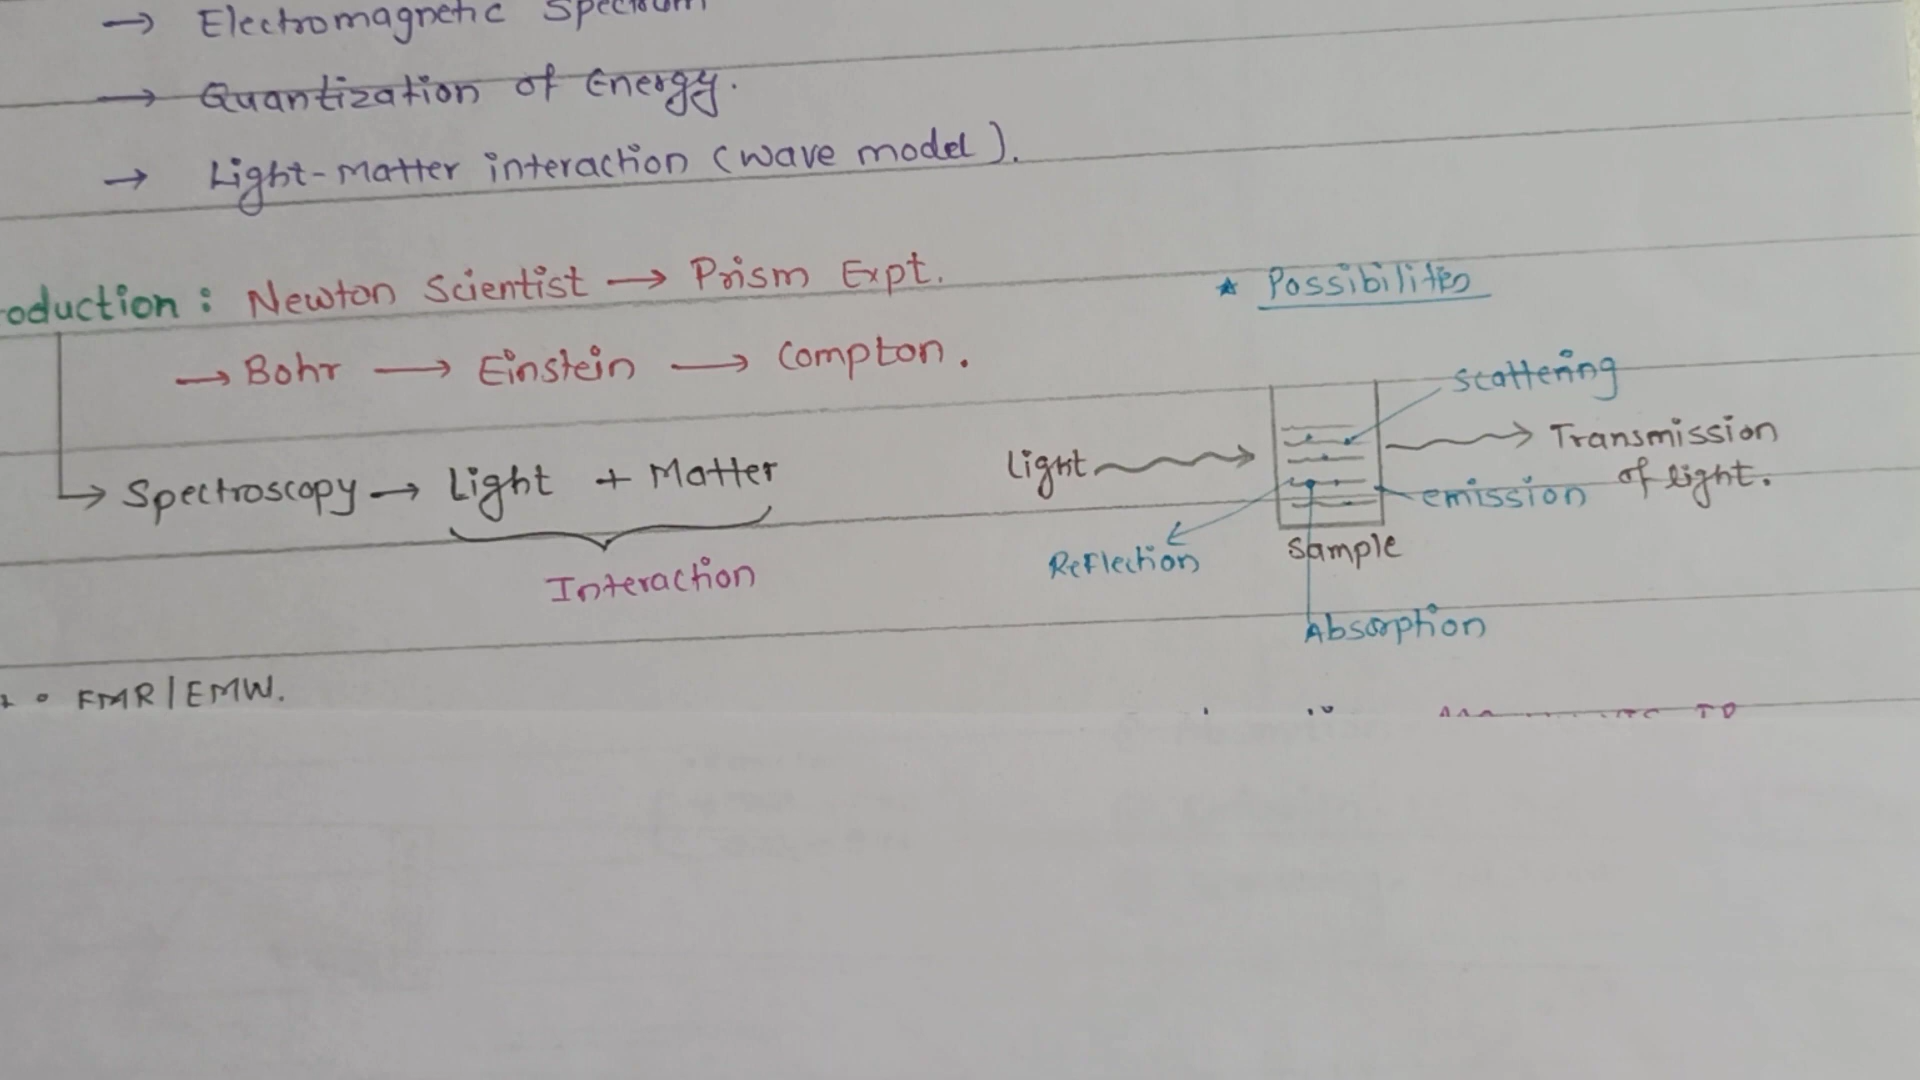 → Electromagnetic Spectrum
→ Quantization of Energy.
→ Light-Matter interaction (wave model).
oduction : Newton Scientist → Prism Expt.
→ Bohr → Einstein → Compton.
↳ Spectroscopy → Light + Matter
Interaction
★ Possibilities
Scattering
Light
Transmission of light.
emission
Reflection
Sample
Absorption
• EMR/EMW.